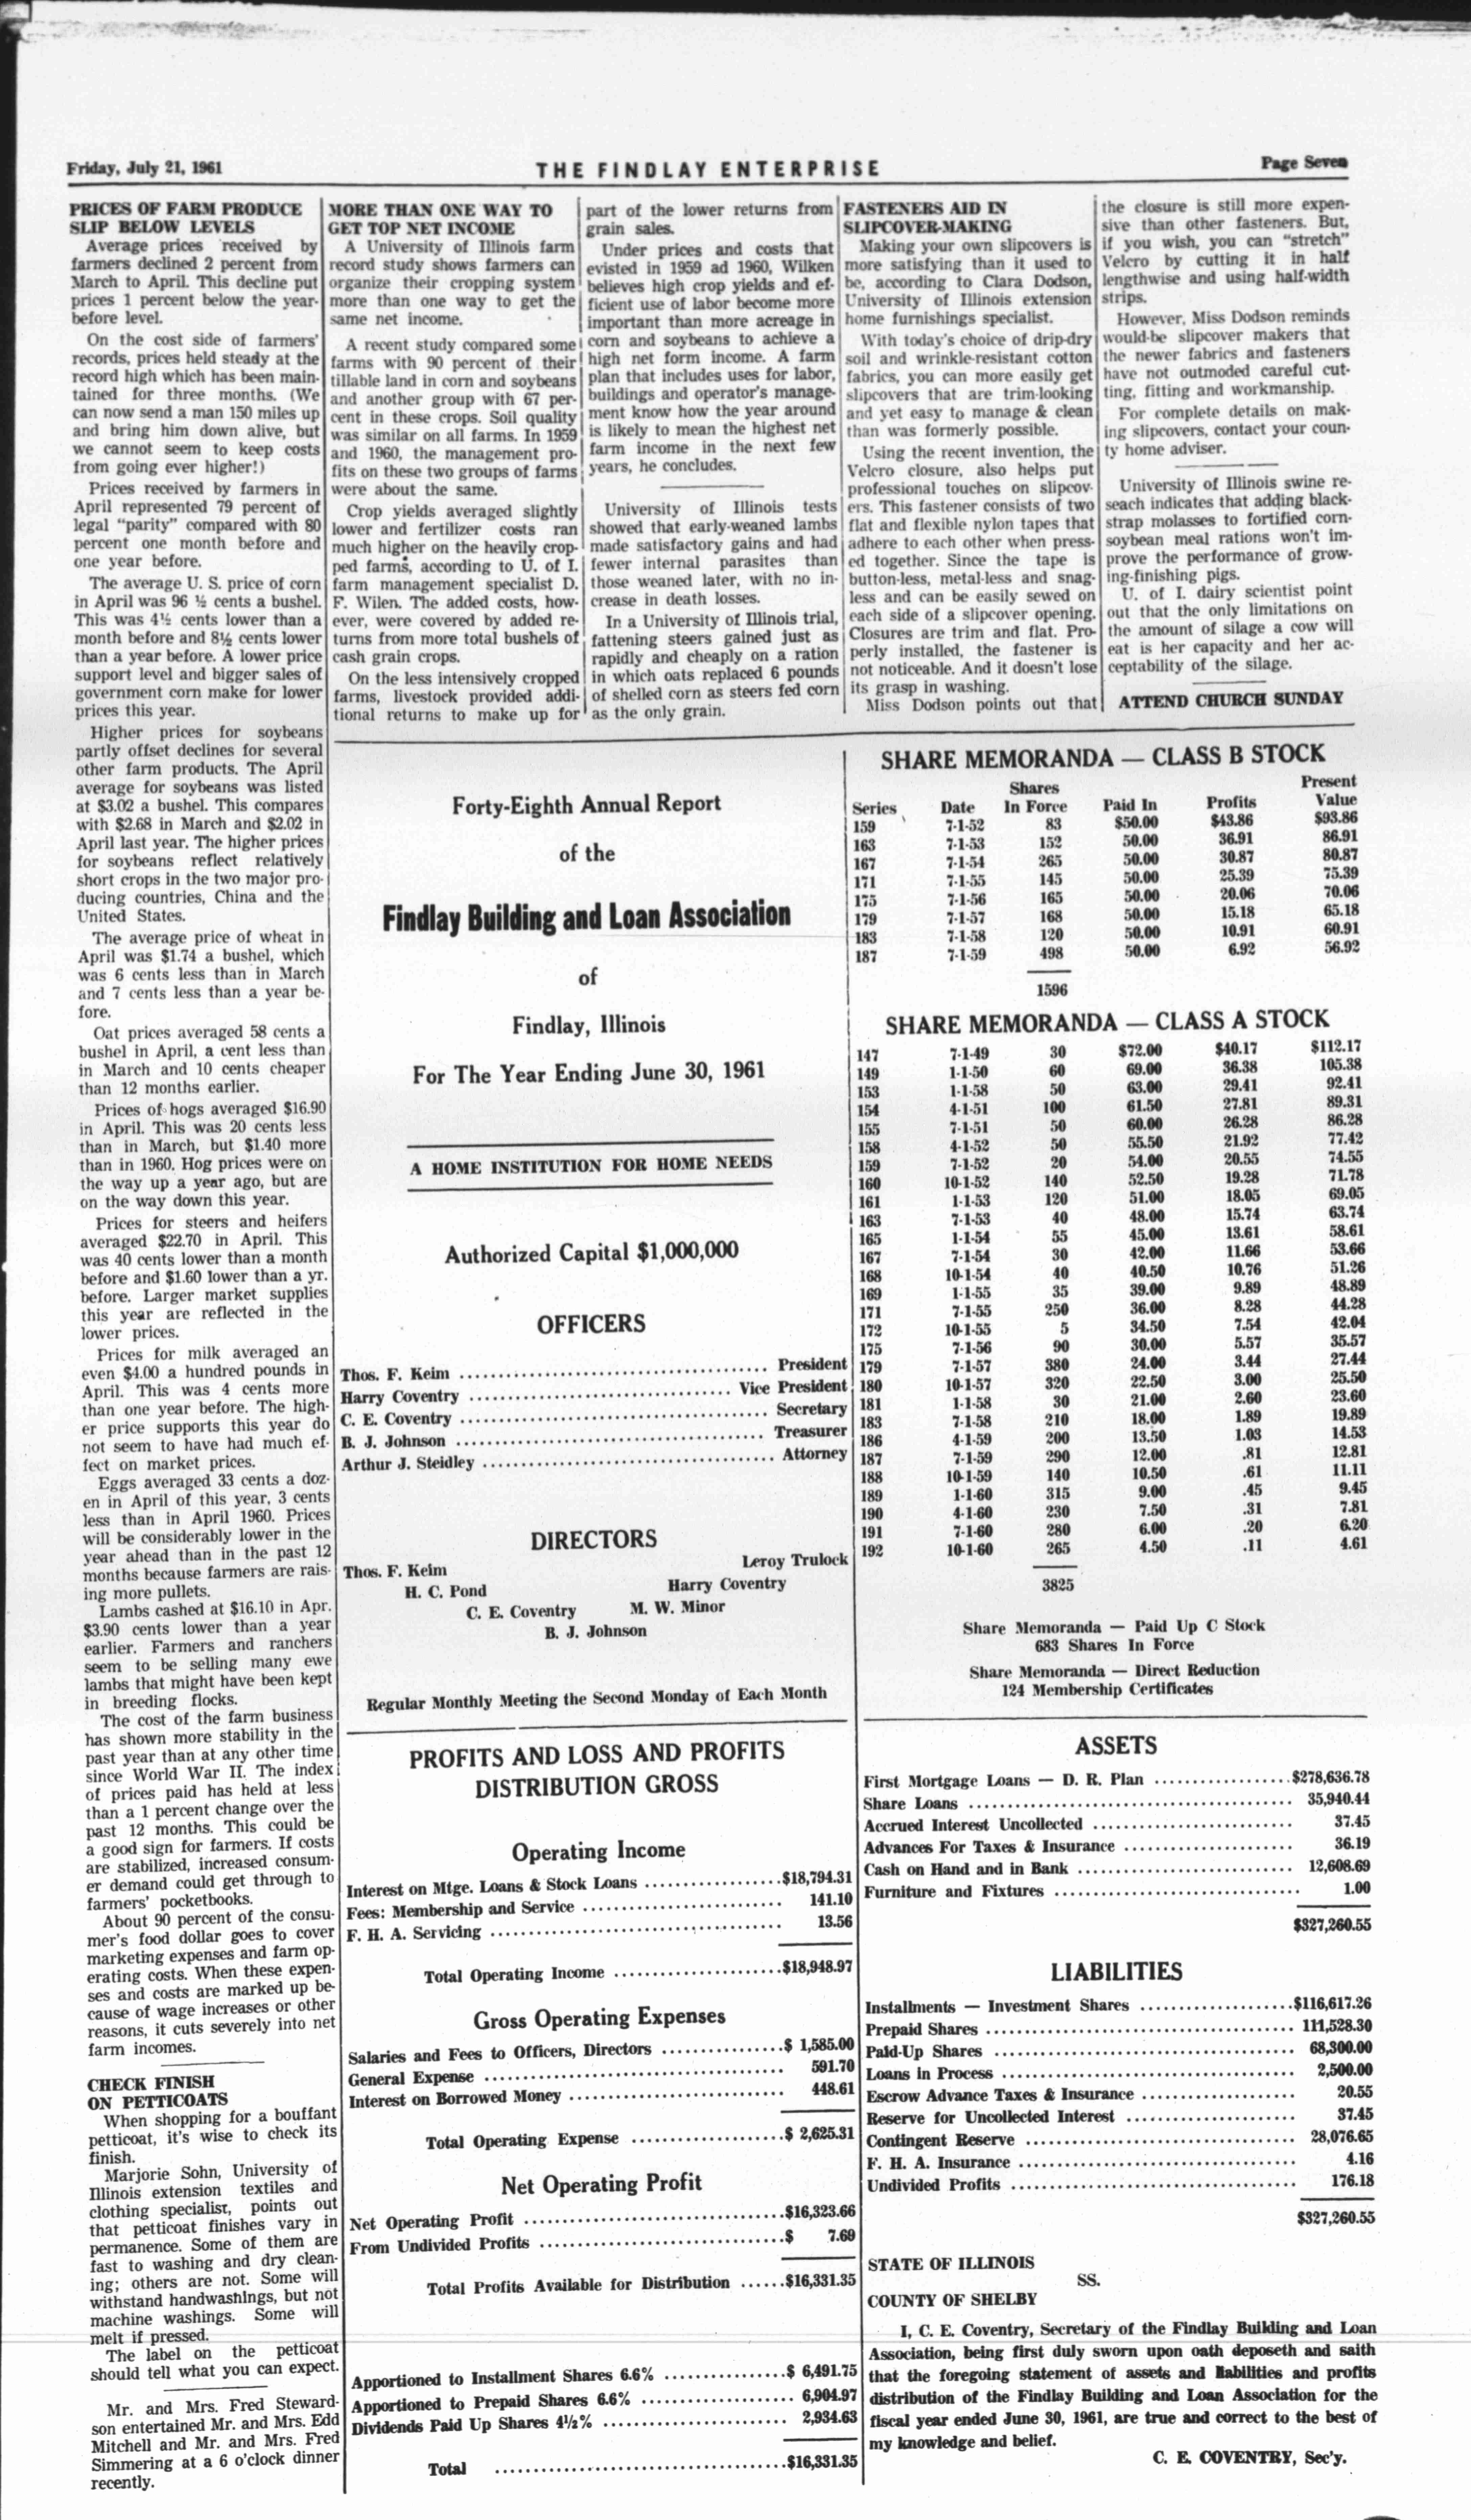 Friday, July 21, 1961
THE FINDLAY ENTERPRISE
Page Seven
PRICES OF FARM PRODUCE
SLIP BELOW LEVELS
Average prices received by
farmers declined 2 percent from
March to April. This decline put
prices 1 percent below the year-
before level.
On the cost side of farmers'
records, prices held steady at the
record high which has been main-
tained for three months. (We
can now send a man 150 miles up
and bring him down alive, but
we cannot seem to keep costs
from going ever higher!)
Prices received by farmers in
April represented 79 percent of
legal "parity" compared with 80
percent one month before and
one year before.
The average U. S. price of corn
in April was 96 ½ cents a bushel.
This was 4½ cents lower than a
month before and 8½ cents lower
than a year before. A lower price
support level and bigger sales of
government corn make for lower
prices this year.
Higher prices for soybeans
partly offset declines for several
other farm products. The April
average for soybeans was listed
at $3.02 a bushel. This compares
with $2.68 in March and $2.02 in
April last year. The higher prices
for soybeans reflect relatively
short crops in the two major pro-
ducing countries, China and the
United States.
The average price of wheat in
April was $1.74 a bushel, which
was 6 cents less than in March
and 7 cents less than a year be-
fore.
Oat prices averaged 58 cents a
bushel in April, a cent less than
in March and 10 cents cheaper
than 12 months earlier.
Prices of hogs averaged $16.90
in April. This was 20 cents less
than in March, but $1.40 more
than in 1960. Hog prices were on
the way up a year ago, but are
on the way down this year.
Prices for steers and heifers
averaged $22.70 in April. This
was 40 cents lower than a month
before and $1.60 lower than a yr.
before. Larger market supplies
this year are reflected in the
lower prices.
Prices for milk averaged an
even $4.00 a hundred pounds in
April. This was 4 cents more
than one year before. The high-
er price supports this year do
not seem to have had much ef-
fect on market prices.
Eggs averaged 33 cents a doz-
en in April of this year, 3 cents
less than in April 1960. Prices
will be considerably lower in the
year ahead than in the past 12
months because farmers are rais-
ing more pullets.
Lambs cashed at $16.10 in Apr.
$3.90 cents lower than a year
earlier. Farmers and ranchers
seem to be selling many ewe
lambs that might have been kept
in breeding flocks.
The cost of the farm business
has shown more stability in the
past year than at any other time
since World War II. The index
of prices paid has held at less
than a 1 percent change over the
past 12 months. This could be
a good sign for farmers. If costs
are stabilized, increased consum-
er demand could get through to
farmers' pocketbooks.
About 90 percent of the consu-
mer's food dollar goes to cover
marketing expenses and farm op-
erating costs. When these expen-
ses and costs are marked up be-
cause of wage increases or other
reasons, it cuts severely into net
farm incomes.
CHECK FINISH
ON PETTICOATS
When shopping for a bouffant
petticoat, it's wise to check its
finish.
Marjorie Sohn, University of
Illinois extension textiles and
clothing specialist, points out
that petticoat finishes vary in
permanence. Some of them are
fast to washing and dry clean-
ing; others are not. Some will
withstand handwashings, but not
machine washings. Some will
melt if pressed.
The label on the petticoat
should tell what you can expect.
Mr. and Mrs. Fred Steward-
son entertained Mr. and Mrs. Edd
Mitchell and Mr. and Mrs. Fred
Simmering at a 6 o'clock dinner
recently.
MORE THAN ONE WAY TO
GET TOP NET INCOME
A University of Illinois farm
record study shows farmers can
organize their cropping system
more than one way to get the
same net income.
A recent study compared some
farms with 90 percent of their
tillable land in corn and soybeans
and another group with 67 per-
cent in these crops. Soil quality
was similar on all farms. In 1959
and 1960, the management pro-
fits on these two groups of farms
were about the same.
Crop yields averaged slightly
lower and fertilizer costs ran
much higher on the heavily crop-
ped farms, according to U. of I.
farm management specialist D.
F. Wilen. The added costs, how-
ever, were covered by added re-
turns from more total bushels of
cash grain crops.
On the less intensively cropped
farms, livestock provided addi-
tional returns to make up for
part of the lower returns from
grain sales.
Under prices and costs that
evisted in 1959 ad 1960, Wilken
believes high crop yields and ef-
ficient use of labor become more
important than more acreage in
corn and soybeans to achieve a
high net form income. A farm
plan that includes uses for labor,
buildings and operator's manage-
ment know how the year around
is likely to mean the highest net
farm income in the next few
years, he concludes.
University of Illinois tests
showed that early-weaned lambs
made satisfactory gains and had
fewer internal parasites than
those weaned later, with no in-
crease in death losses.
In a University of Illinois trial,
fattening steers gained just as
rapidly and cheaply on a ration
in which oats replaced 6 pounds
of shelled corn as steers fed corn
as the only grain.
FASTENERS AID IN
SLIPCOVER-MAKING
Making your own slipcovers is
more satisfying than it used to
be, according to Clara Dodson,
University of Illinois extension
home furnishings specialist.
With today's choice of drip-dry
soil and wrinkle-resistant cotton
fabrics, you can more easily get
slipcovers that are trim-looking
and yet easy to manage & clean
than was formerly possible.
Using the recent invention, the
Velcro closure, also helps put
professional touches on slipcov-
ers. This fastener consists of two
flat and flexible nylon tapes that
adhere to each other when press-
ed together. Since the tape is
button-less, metal-less and snag-
less and can be easily sewed on
each side of a slipcover opening.
Closures are trim and flat. Pro-
perly installed, the fastener is
not noticeable. And it doesn't lose
its grasp in washing.
Miss Dodson points out that
the closure is still more expen-
sive than other fasteners. But,
if you wish, you can "stretch"
Velcro by cutting it in half
lengthwise and using half-width
strips.
However, Miss Dodson reminds
would-be slipcover makers that
the newer fabrics and fasteners
have not outmoded careful cut-
ting, fitting and workmanship.
For complete details on mak-
ing slipcovers, contact your coun-
ty home adviser.
University of Illinois swine re-
seach indicates that adding black-
strap molasses to fortified corn-
soybean meal rations won't im-
prove the performance of grow-
ing-finishing pigs.
U. of I. dairy scientist point
out that the only limitations on
the amount of silage a cow will
eat is her capacity and her ac-
ceptability of the silage.
ATTEND CHURCH SUNDAY
Forty-Eighth Annual Report
of the
Findlay Building and Loan Association
of
Findlay, Illinois
For The Year Ending June 30, 1961
A HOME INSTITUTION FOR HOME NEEDS
Authorized Capital $1,000,000
OFFICERS
Thos. F. Keim President
Harry Coventry Vice President
C. E. Coventry Secretary
B. J. Johnson Treasurer
Arthur J. Steidley Attorney
DIRECTORS
Thos. F. Keim Leroy Trulock
H. C. Pond Harry Coventry
C. E. Coventry M. W. Minor
B. J. Johnson
Regular Monthly Meeting the Second Monday of Each Month
PROFITS AND LOSS AND PROFITS
DISTRIBUTION GROSS
Operating Income
Interest on Mtge. Loans & Stock Loans $18,794.31
Fees: Membership and Service 141.10
F. H. A. Servicing 13.56
Total Operating Income $18,948.97
Gross Operating Expenses
Salaries and Fees to Officers, Directors $ 1,585.00
General Expense 591.70
Interest on Borrowed Money 448.61
Total Operating Expense $ 2,625.31
Net Operating Profit
Net Operating Profit $16,323.66
From Undivided Profits $ 7.69
Total Profits Available for Distribution $16,331.35
Apportioned to Installment Shares 6.6% $ 6,491.75
Apportioned to Prepaid Shares 6.6% 6,904.97
Dividends Paid Up Shares 4½% 2,934.63
Total $16,331.35
SHARE MEMORANDA — CLASS B STOCK
Shares Present
Series Date In Force Paid In Profits Value
159 7-1-52 83 $50.00 $43.86 $93.86
163 7-1-53 152 50.00 36.91 86.91
167 7-1-54 265 50.00 30.87 80.87
171 7-1-55 145 50.00 25.39 75.39
175 7-1-56 165 50.00 20.06 70.06
179 7-1-57 168 50.00 15.18 65.18
183 7-1-58 120 50.00 10.91 60.91
187 7-1-59 498 50.00 6.92 56.92
1596
SHARE MEMORANDA — CLASS A STOCK
147 7-1-49 30 $72.00 $40.17 $112.17
149 1-1-50 60 69.00 36.38 105.38
153 1-1-58 50 63.00 29.41 92.41
154 4-1-51 100 61.50 27.81 89.31
155 7-1-51 50 60.00 26.28 86.28
158 4-1-52 50 55.50 21.92 77.42
159 7-1-52 20 54.00 20.55 74.55
160 10-1-52 140 52.50 19.28 71.78
161 1-1-53 120 51.00 18.05 69.05
163 7-1-53 40 48.00 15.74 63.74
165 1-1-54 55 45.00 13.61 58.61
167 7-1-54 30 42.00 11.66 53.66
168 10-1-54 40 40.50 10.76 51.26
169 1-1-55 35 39.00 9.89 48.89
171 7-1-55 250 36.00 8.28 44.28
172 10-1-55 5 34.50 7.54 42.04
175 7-1-56 90 30.00 5.57 35.57
179 7-1-57 380 24.00 3.44 27.44
180 10-1-57 320 22.50 3.00 25.50
181 1-1-58 30 21.00 2.60 23.60
183 7-1-58 210 18.00 1.89 19.89
186 4-1-59 200 13.50 1.03 14.53
187 7-1-59 290 12.00 .81 12.81
188 10-1-59 140 10.50 .61 11.11
189 1-1-60 315 9.00 .45 9.45
190 4-1-60 230 7.50 .31 7.81
191 7-1-60 280 6.00 .20 6.20
192 10-1-60 265 4.50 .11 4.61
3825
Share Memoranda — Paid Up C Stock
683 Shares In Force
Share Memoranda — Direct Reduction
124 Membership Certificates
ASSETS
First Mortgage Loans — D. R. Plan $278,636.78
Share Loans 35,940.44
Accrued Interest Uncollected 37.45
Advances For Taxes & Insurance 36.19
Cash on Hand and in Bank 12,608.69
Furniture and Fixtures 1.00
$327,260.55
LIABILITIES
Installments — Investment Shares $116,617.26
Prepaid Shares 111,528.30
Paid-Up Shares 68,300.00
Loans in Process 2,500.00
Escrow Advance Taxes & Insurance 20.55
Reserve for Uncollected Interest 37.45
Contingent Reserve 28,076.65
F. H. A. Insurance 4.16
Undivided Profits 176.18
$327,260.55
STATE OF ILLINOIS
SS.
COUNTY OF SHELBY
I, C. E. Coventry, Secretary of the Findlay Building and Loan
Association, being first duly sworn upon oath deposeth and saith
that the foregoing statement of assets and liabilities and profits
distribution of the Findlay Building and Loan Association for the
fiscal year ended June 30, 1961, are true and correct to the best of
my knowledge and belief.
C. E. COVENTRY, Sec'y.